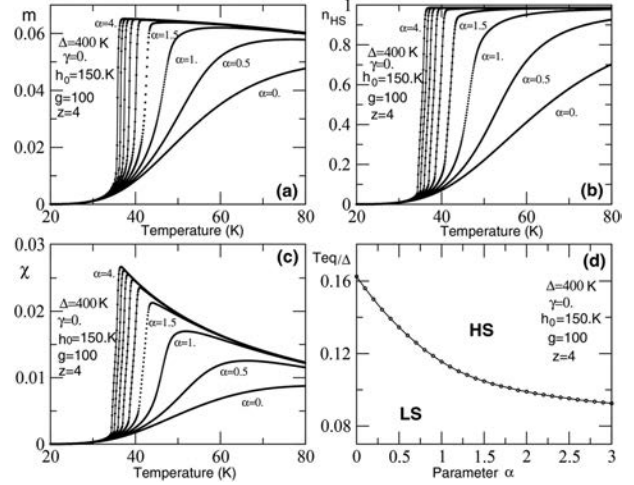 m
0.06
0.04
0.02
0
α=4.
Δ=400 K
γ=0.
h₀=150.K
g=100
z=4
α=1.5
α=1.
α=0.5
α=0.
(a)
20 40 60 80
Temperature (K)
n_HS
1
0.8
0.6
0.4
0.2
0
α=4.
Δ=400 K
γ=0.
h₀=150.K
g=100
z=4
α=1.5
α=1.
α=0.5
α=0.
(b)
20 40 60 80
Temperature (K)
χ
0.03
0.02
0.01
0
(c)
α=4.
Δ=400 K
γ=0.
h₀=150.K
g=100
z=4
α=1.5
α=1.
α=0.5
α=0.
20 40 60 80
Temperature (K)
Teq/Δ
0.16
0.12
0.08
(d)
Δ=400 K
γ=0.
h₀=150.K
g=100
z=4
HS
LS
0 0.5 1 1.5 2 2.5 3
Parameter α